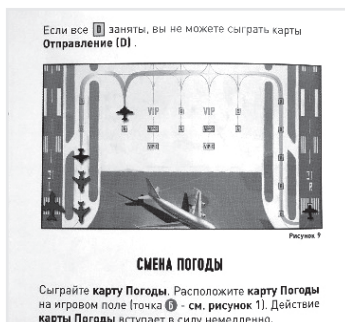 Если все D заняты, вы не можете сыграть карты
Отправление (D) .
VIP VIP
Рисунок 9
СМЕНА ПОГОДЫ
Сыграйте карту Погоды. Расположите карту Погоды
на игровом поле (точка Б - см. рисунок 1). Действие
карты Погоды вступает в силу немедленно.